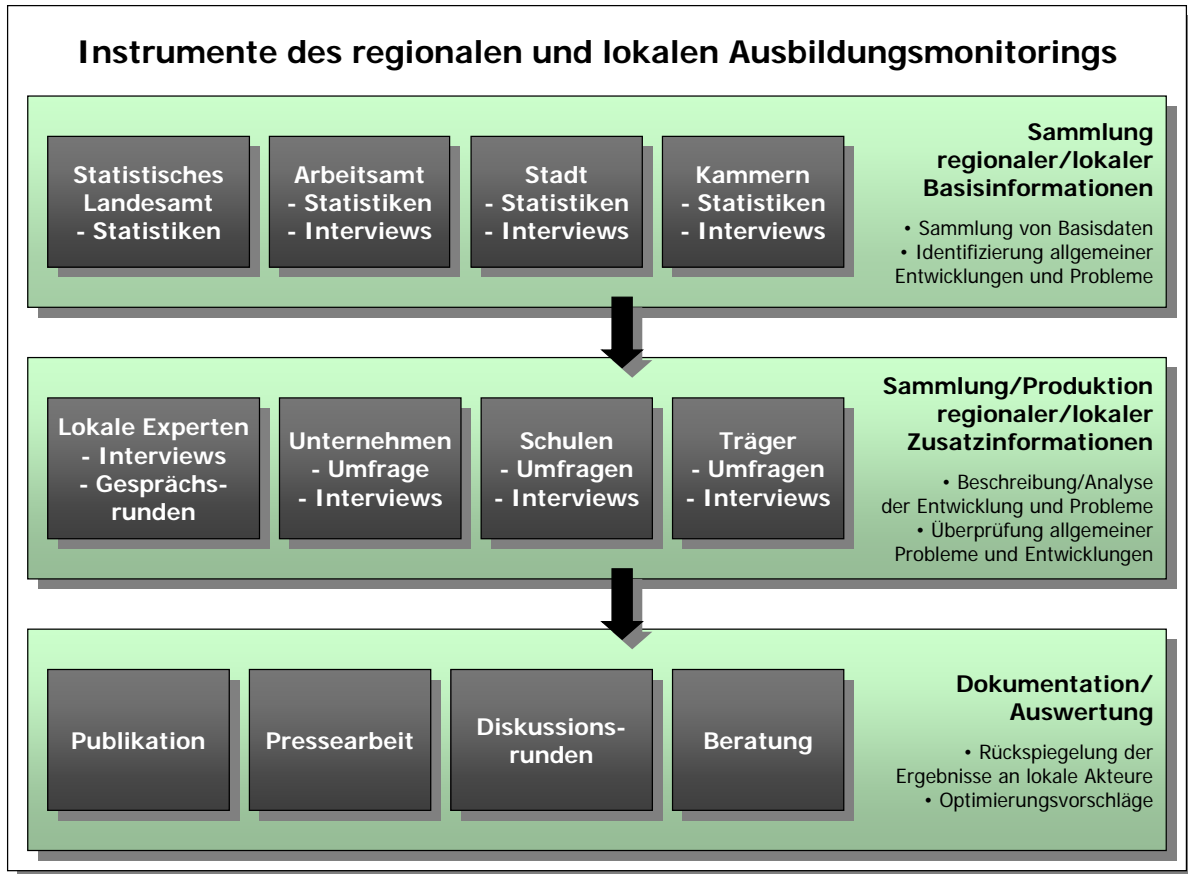 Instrumente des regionalen und lokalen Ausbildungsmonitorings
Statistisches
Landesamt
- Statistiken
Arbeitsamt
- Statistiken
- Interviews
Stadt
- Statistiken
- Interviews
Kammern
- Statistiken
- Interviews
Sammlung
regionaler/lokaler
Basisinformationen
• Sammlung von Basisdaten
• Identifizierung allgemeiner
Entwicklungen und Probleme
Lokale Experten
- Interviews
- Gesprächs-
runden
Unternehmen
- Umfrage
- Interviews
Schulen
- Umfragen
- Interviews
Träger
- Umfragen
- Interviews
Sammlung/Produktion
regionaler/lokaler
Zusatzinformationen
• Beschreibung/Analyse
der Entwicklung und Probleme
• Überprüfung allgemeiner
Probleme und Entwicklungen
Publikation
Pressearbeit
Diskussions-
runden
Beratung
Dokumentation/
Auswertung
• Rückspiegelung der
Ergebnisse an lokale Akteure
• Optimierungsvorschläge